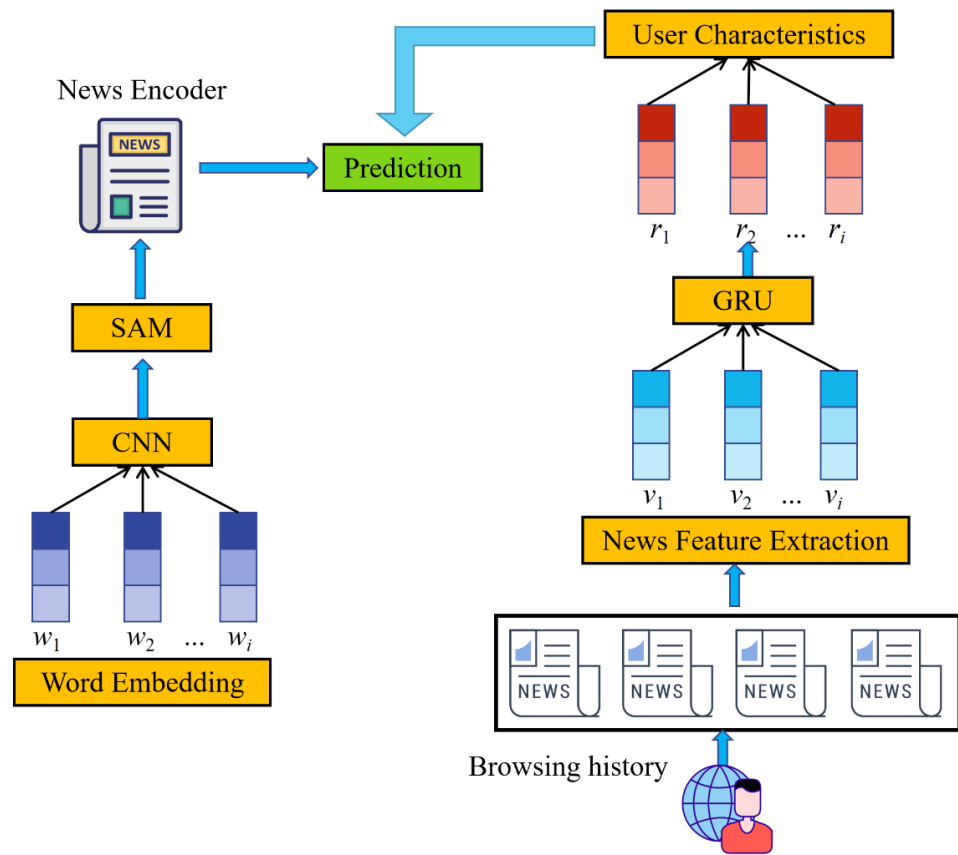 User Characteristics
News Encoder
NEWS
Prediction
r1 r2 ... ri
GRU
SAM
CNN
v1 v2 ... vi
News Feature Extraction
w1 w2 ... wi
Word Embedding
NEWS NEWS NEWS NEWS
Browsing history